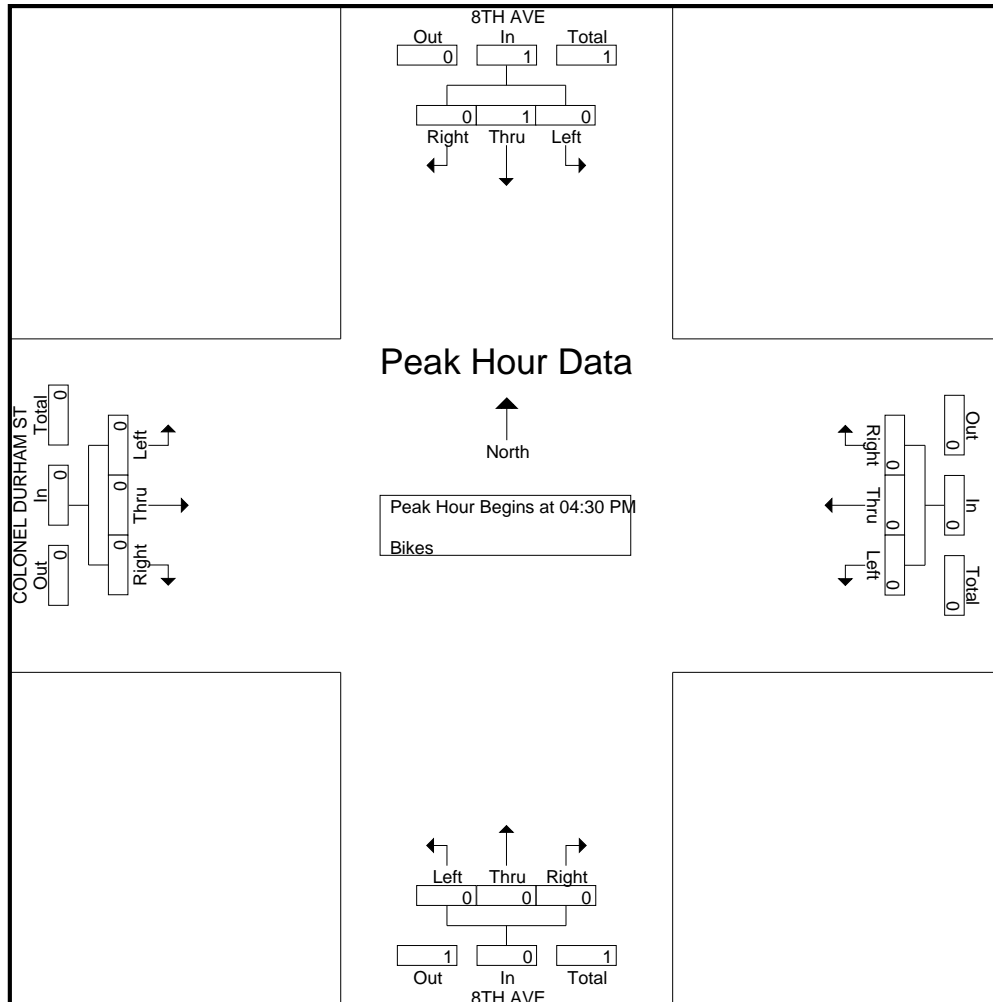 8TH AVE
Out In Total
0 1 1
0 1 0
Right Thru Left
Peak Hour Data
North
Peak Hour Begins at 04:30 PM
Bikes
COLONEL DURHAM ST
Out In Total
0 0 0
Right Thru Left
0 0 0
Out In Total
0 0 0
Right Thru Left
0 0 0
Left Thru Right
0 0 0
1 0 1
Out In Total
8TH AVE